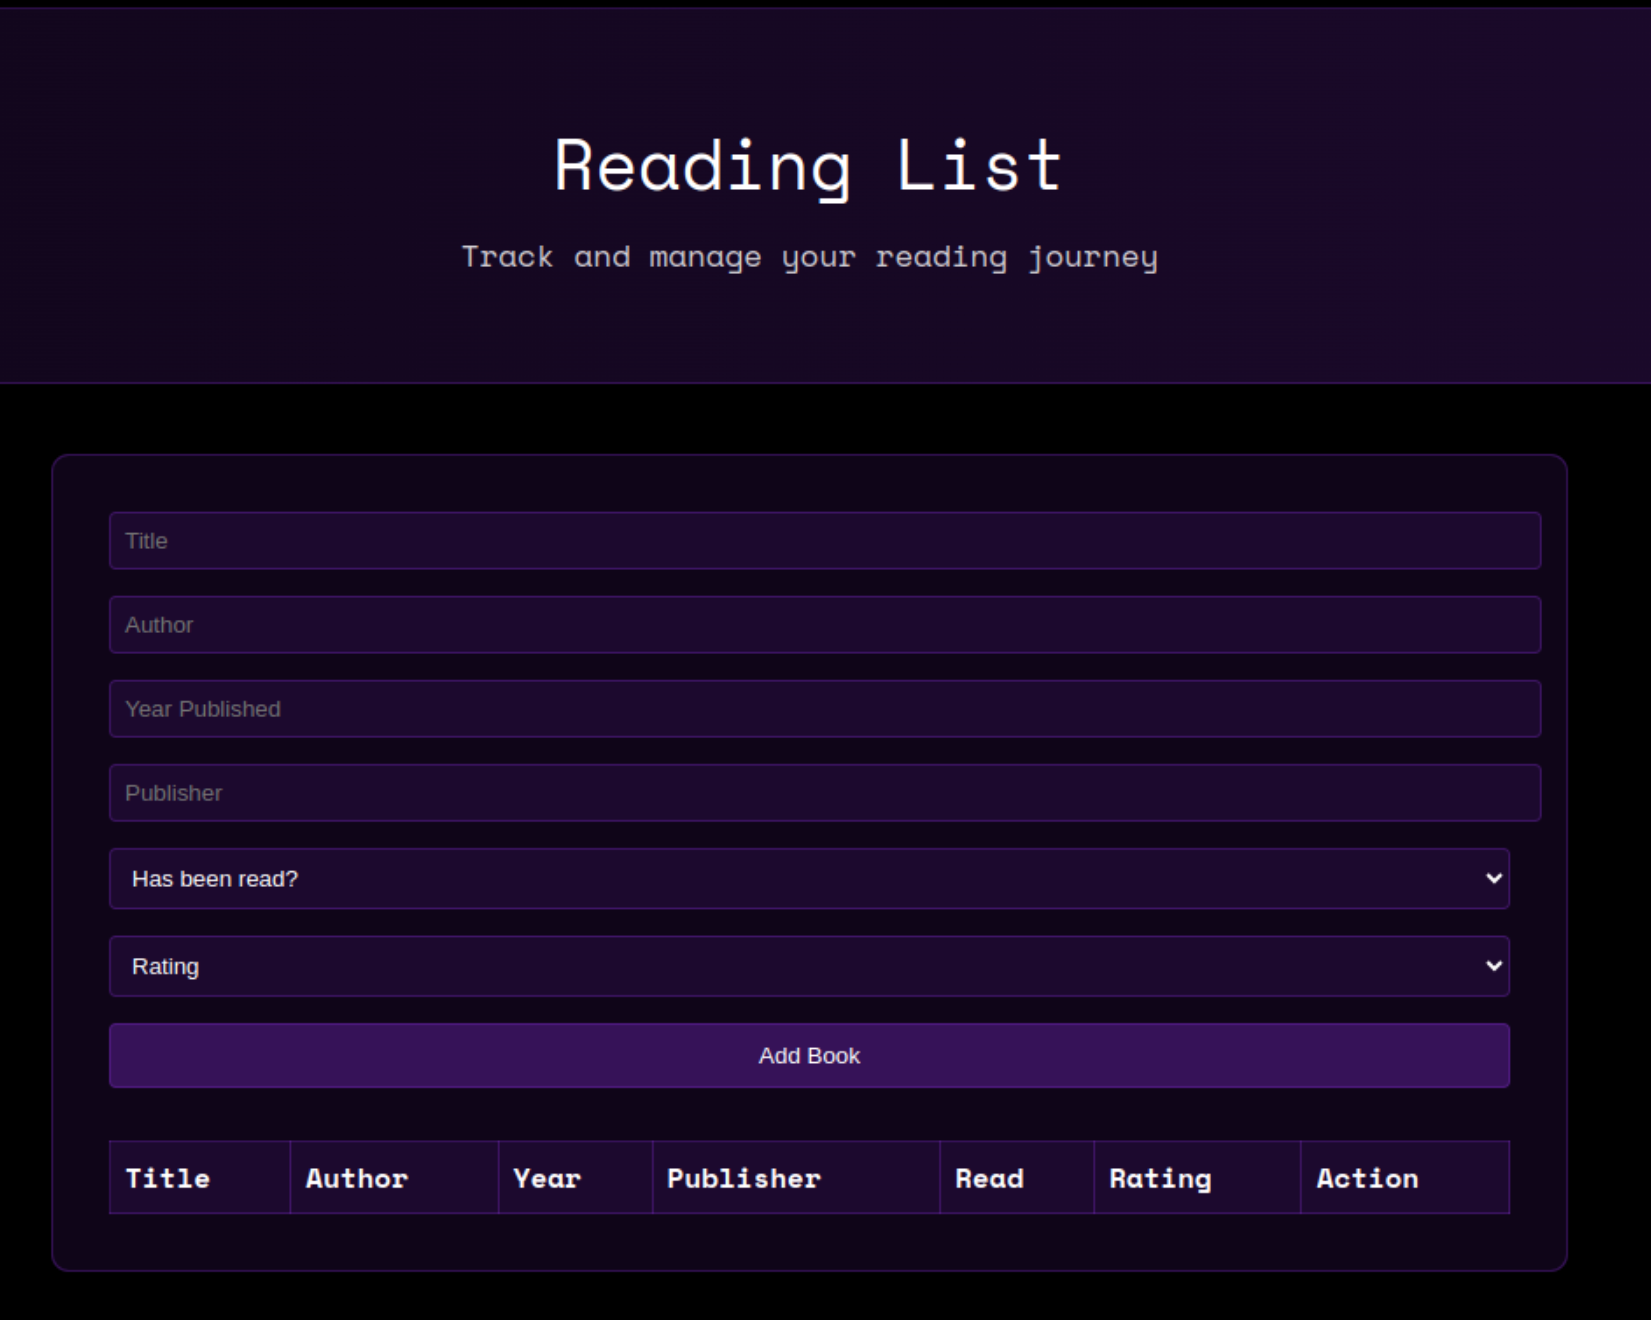 Reading List
Track and manage your reading journey
Title
Author
Year Published
Publisher
Has been read?
Rating
Add Book
Title Author Year Publisher Read Rating Action